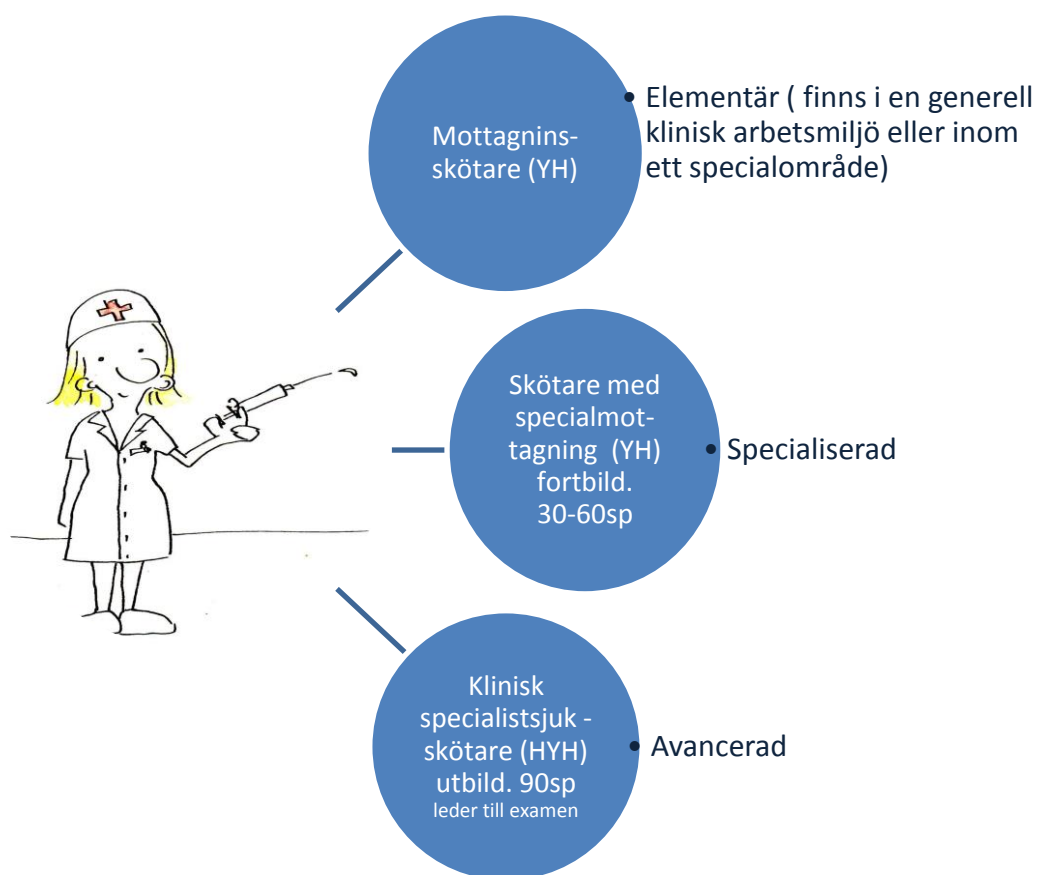 Mottagnins-
skötare (YH)
• Elementär ( finns i en generell
klinisk arbetsmiljö eller inom
ett specialområde)
Skötare med
specialmot-
tagning (YH)
fortbild.
30-60sp
• Specialiserad
Klinisk
specialistsjuk -
skötare (HYH)
utbild. 90sp
leder till examen
• Avancerad